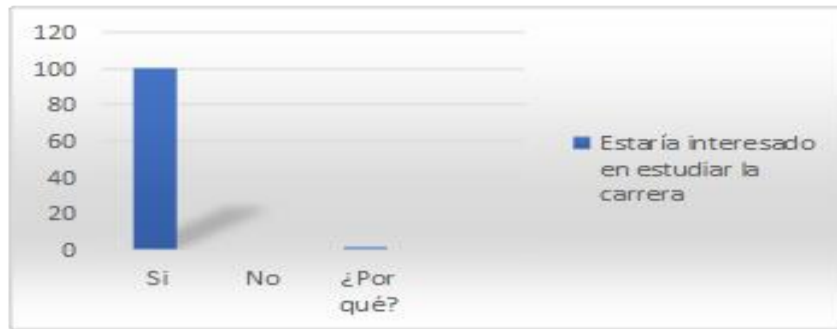 120
100
80
60
40
20
0
Si No ¿Por
qué?
Estaría interesado
en estudiar la
carrera